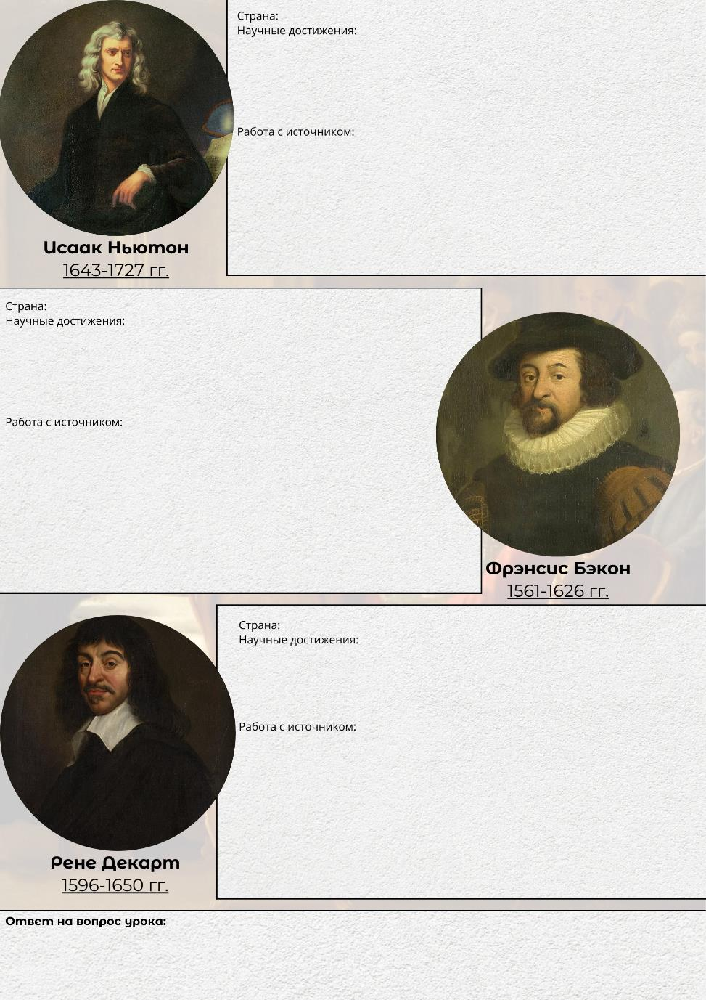 Страна:
Научные достижения:
Работа с источником:
Исаак Ньютон
1643-1727 гг.
Страна:
Научные достижения:
Работа с источником:
Фрэнсис Бэкон
1561-1626 гг.
Страна:
Научные достижения:
Работа с источником:
Рене Декарт
1596-1650 гг.
Ответ на вопрос урока: